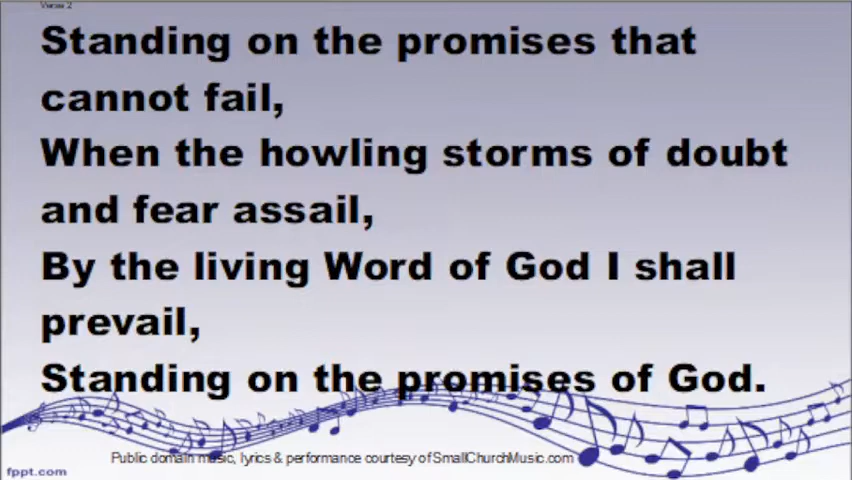 Verse 2
Standing on the promises that
cannot fail,
When the howling storms of doubt
and fear assail,
By the living Word of God I shall
prevail,
Standing on the promises of God.
Public domain music, lyrics & performance courtesy of SmallChurchMusic.com
fppt.com